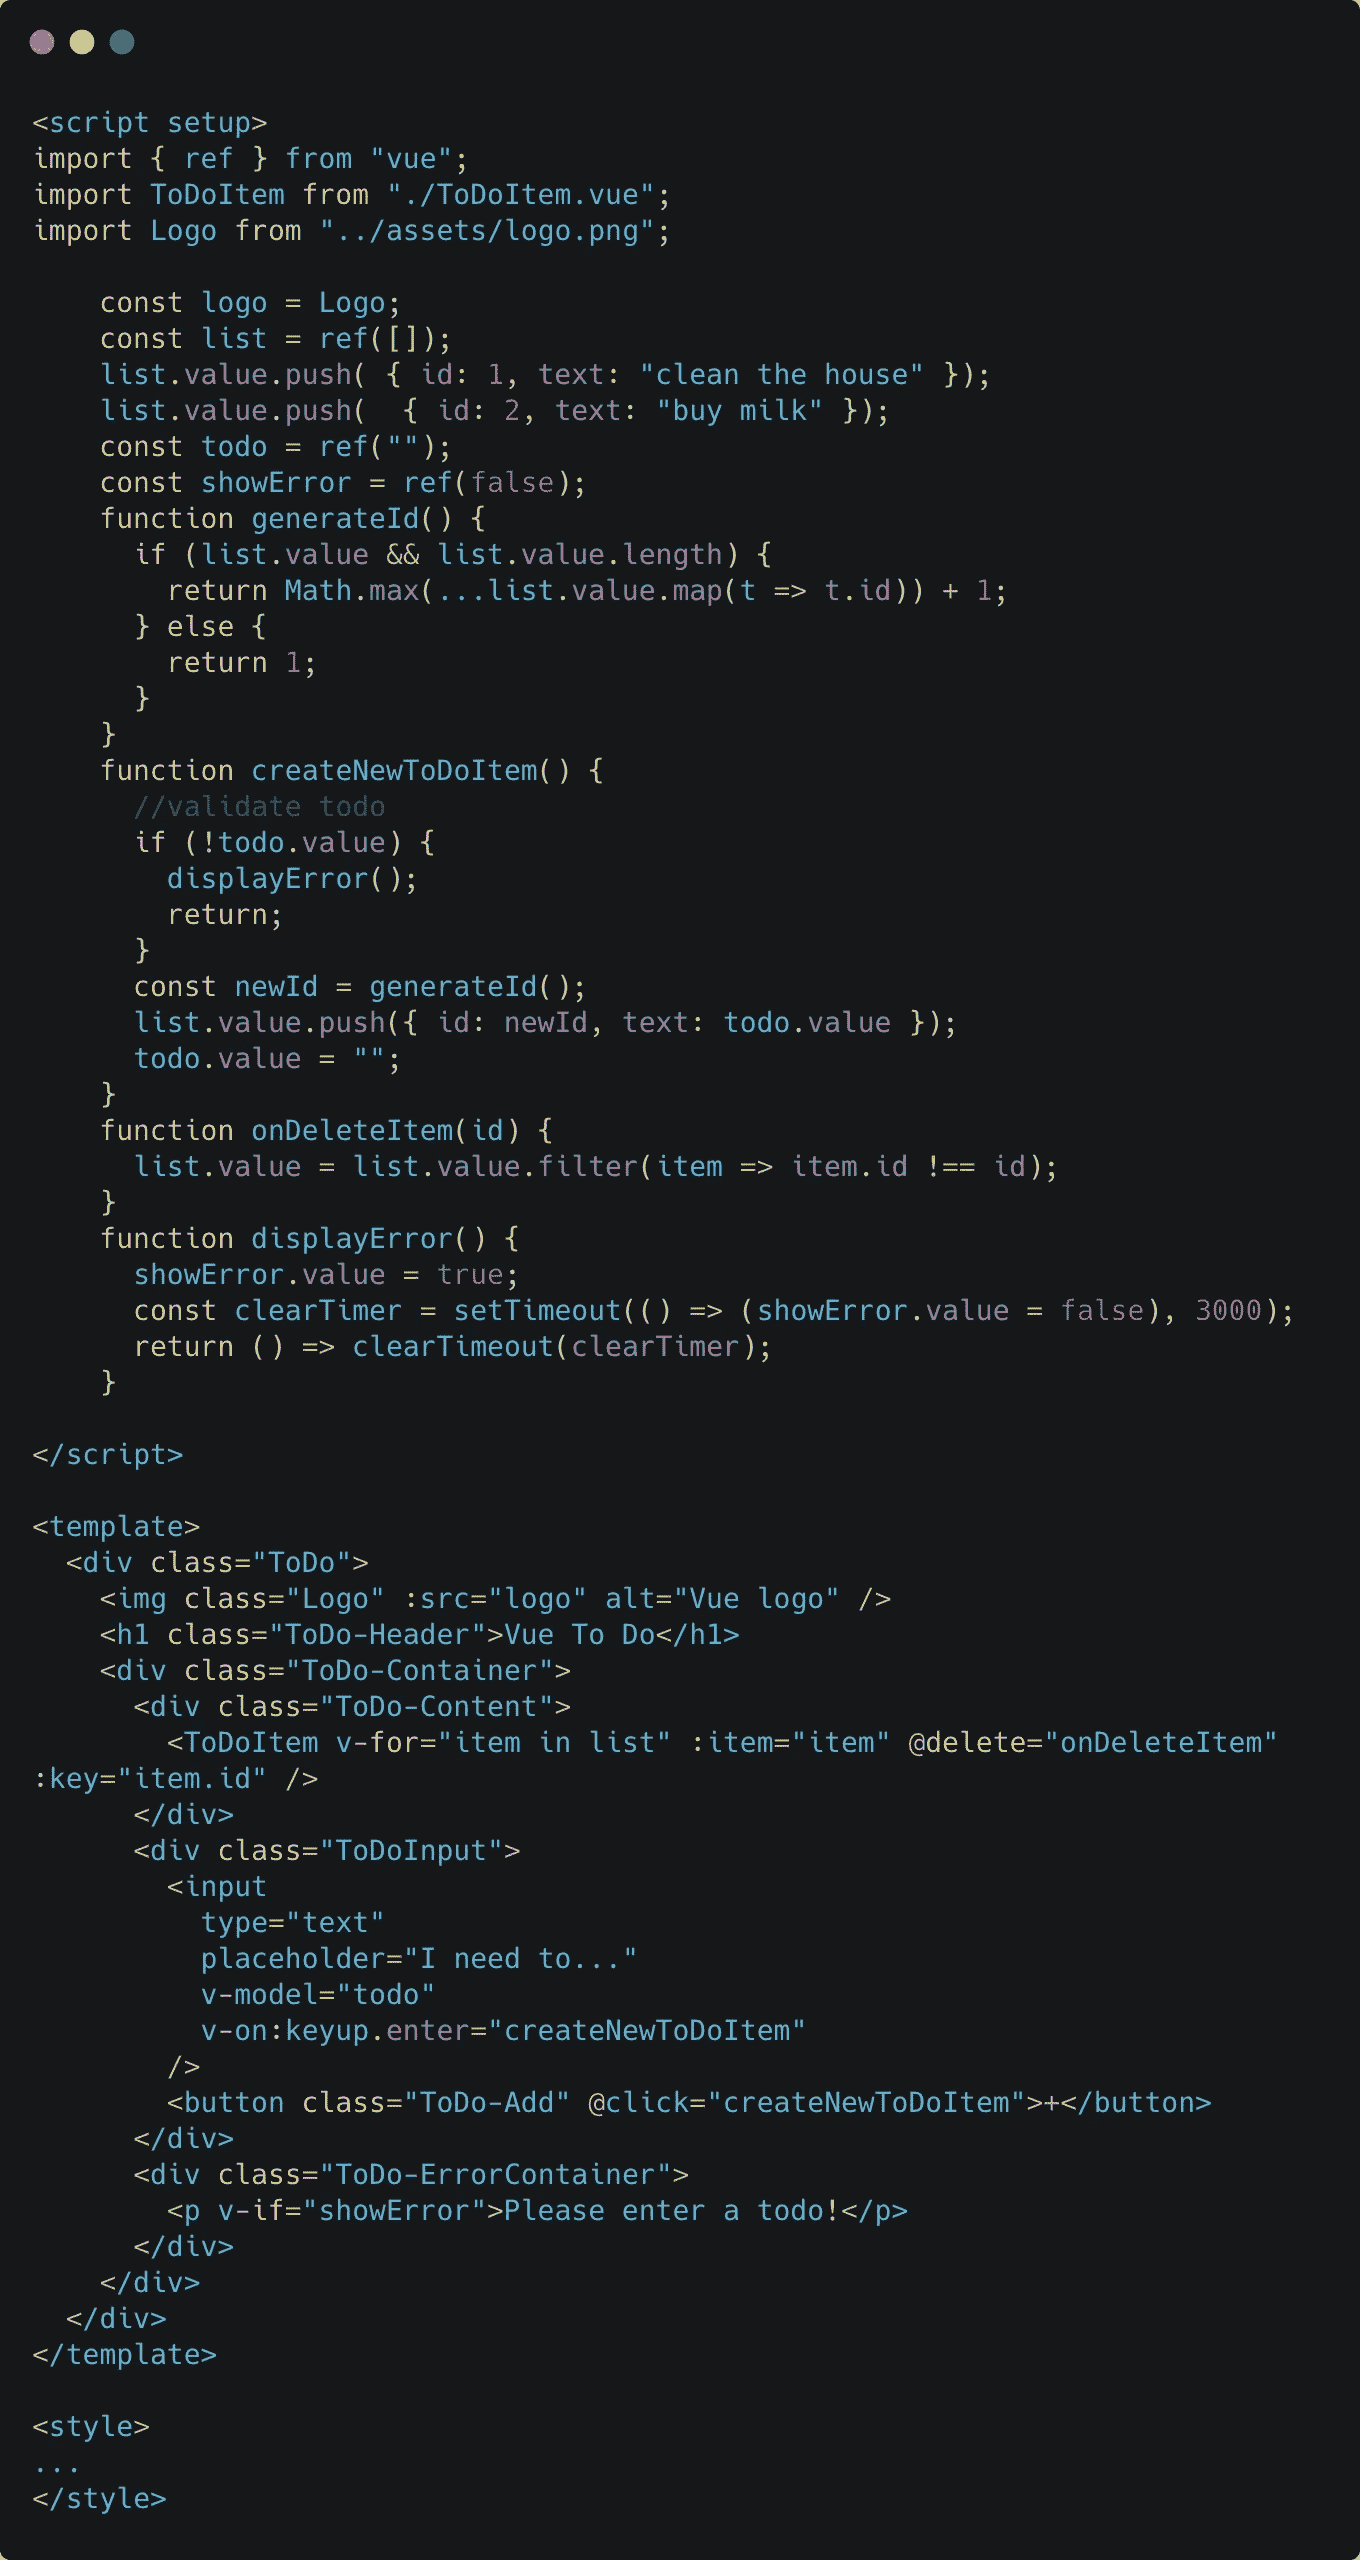 <script setup>
import { ref } from "vue";
import ToDoItem from "./ToDoItem.vue";
import Logo from "../assets/logo.png";

    const logo = Logo;
    const list = ref([]);
    list.value.push( { id: 1, text: "clean the house" });
    list.value.push(  { id: 2, text: "buy milk" });
    const todo = ref("");
    const showError = ref(false);
    function generateId() {
      if (list.value && list.value.length) {
        return Math.max(...list.value.map(t => t.id)) + 1;
      } else {
        return 1;
      }
    }
    function createNewToDoItem() {
      //validate todo
      if (!todo.value) {
        displayError();
        return;
      }
      const newId = generateId();
      list.value.push({ id: newId, text: todo.value });
      todo.value = "";
    }
    function onDeleteItem(id) {
      list.value = list.value.filter(item => item.id !== id);
    }
    function displayError() {
      showError.value = true;
      const clearTimer = setTimeout(() => (showError.value = false), 3000);
      return () => clearTimeout(clearTimer);
    }

</script>

<template>
  <div class="ToDo">
    <img class="Logo" :src="logo" alt="Vue logo" />
    <h1 class="ToDo-Header">Vue To Do</h1>
    <div class="ToDo-Container">
      <div class="ToDo-Content">
        <ToDoItem v-for="item in list" :item="item" @delete="onDeleteItem"
:key="item.id" />
      </div>
      <div class="ToDoInput">
        <input
          type="text"
          placeholder="I need to..."
          v-model="todo"
          v-on:keyup.enter="createNewToDoItem"
        />
        <button class="ToDo-Add" @click="createNewToDoItem">+</button>
      </div>
      <div class="ToDo-ErrorContainer">
        <p v-if="showError">Please enter a todo!</p>
      </div>
    </div>
  </div>
</template>

<style>
...
</style>